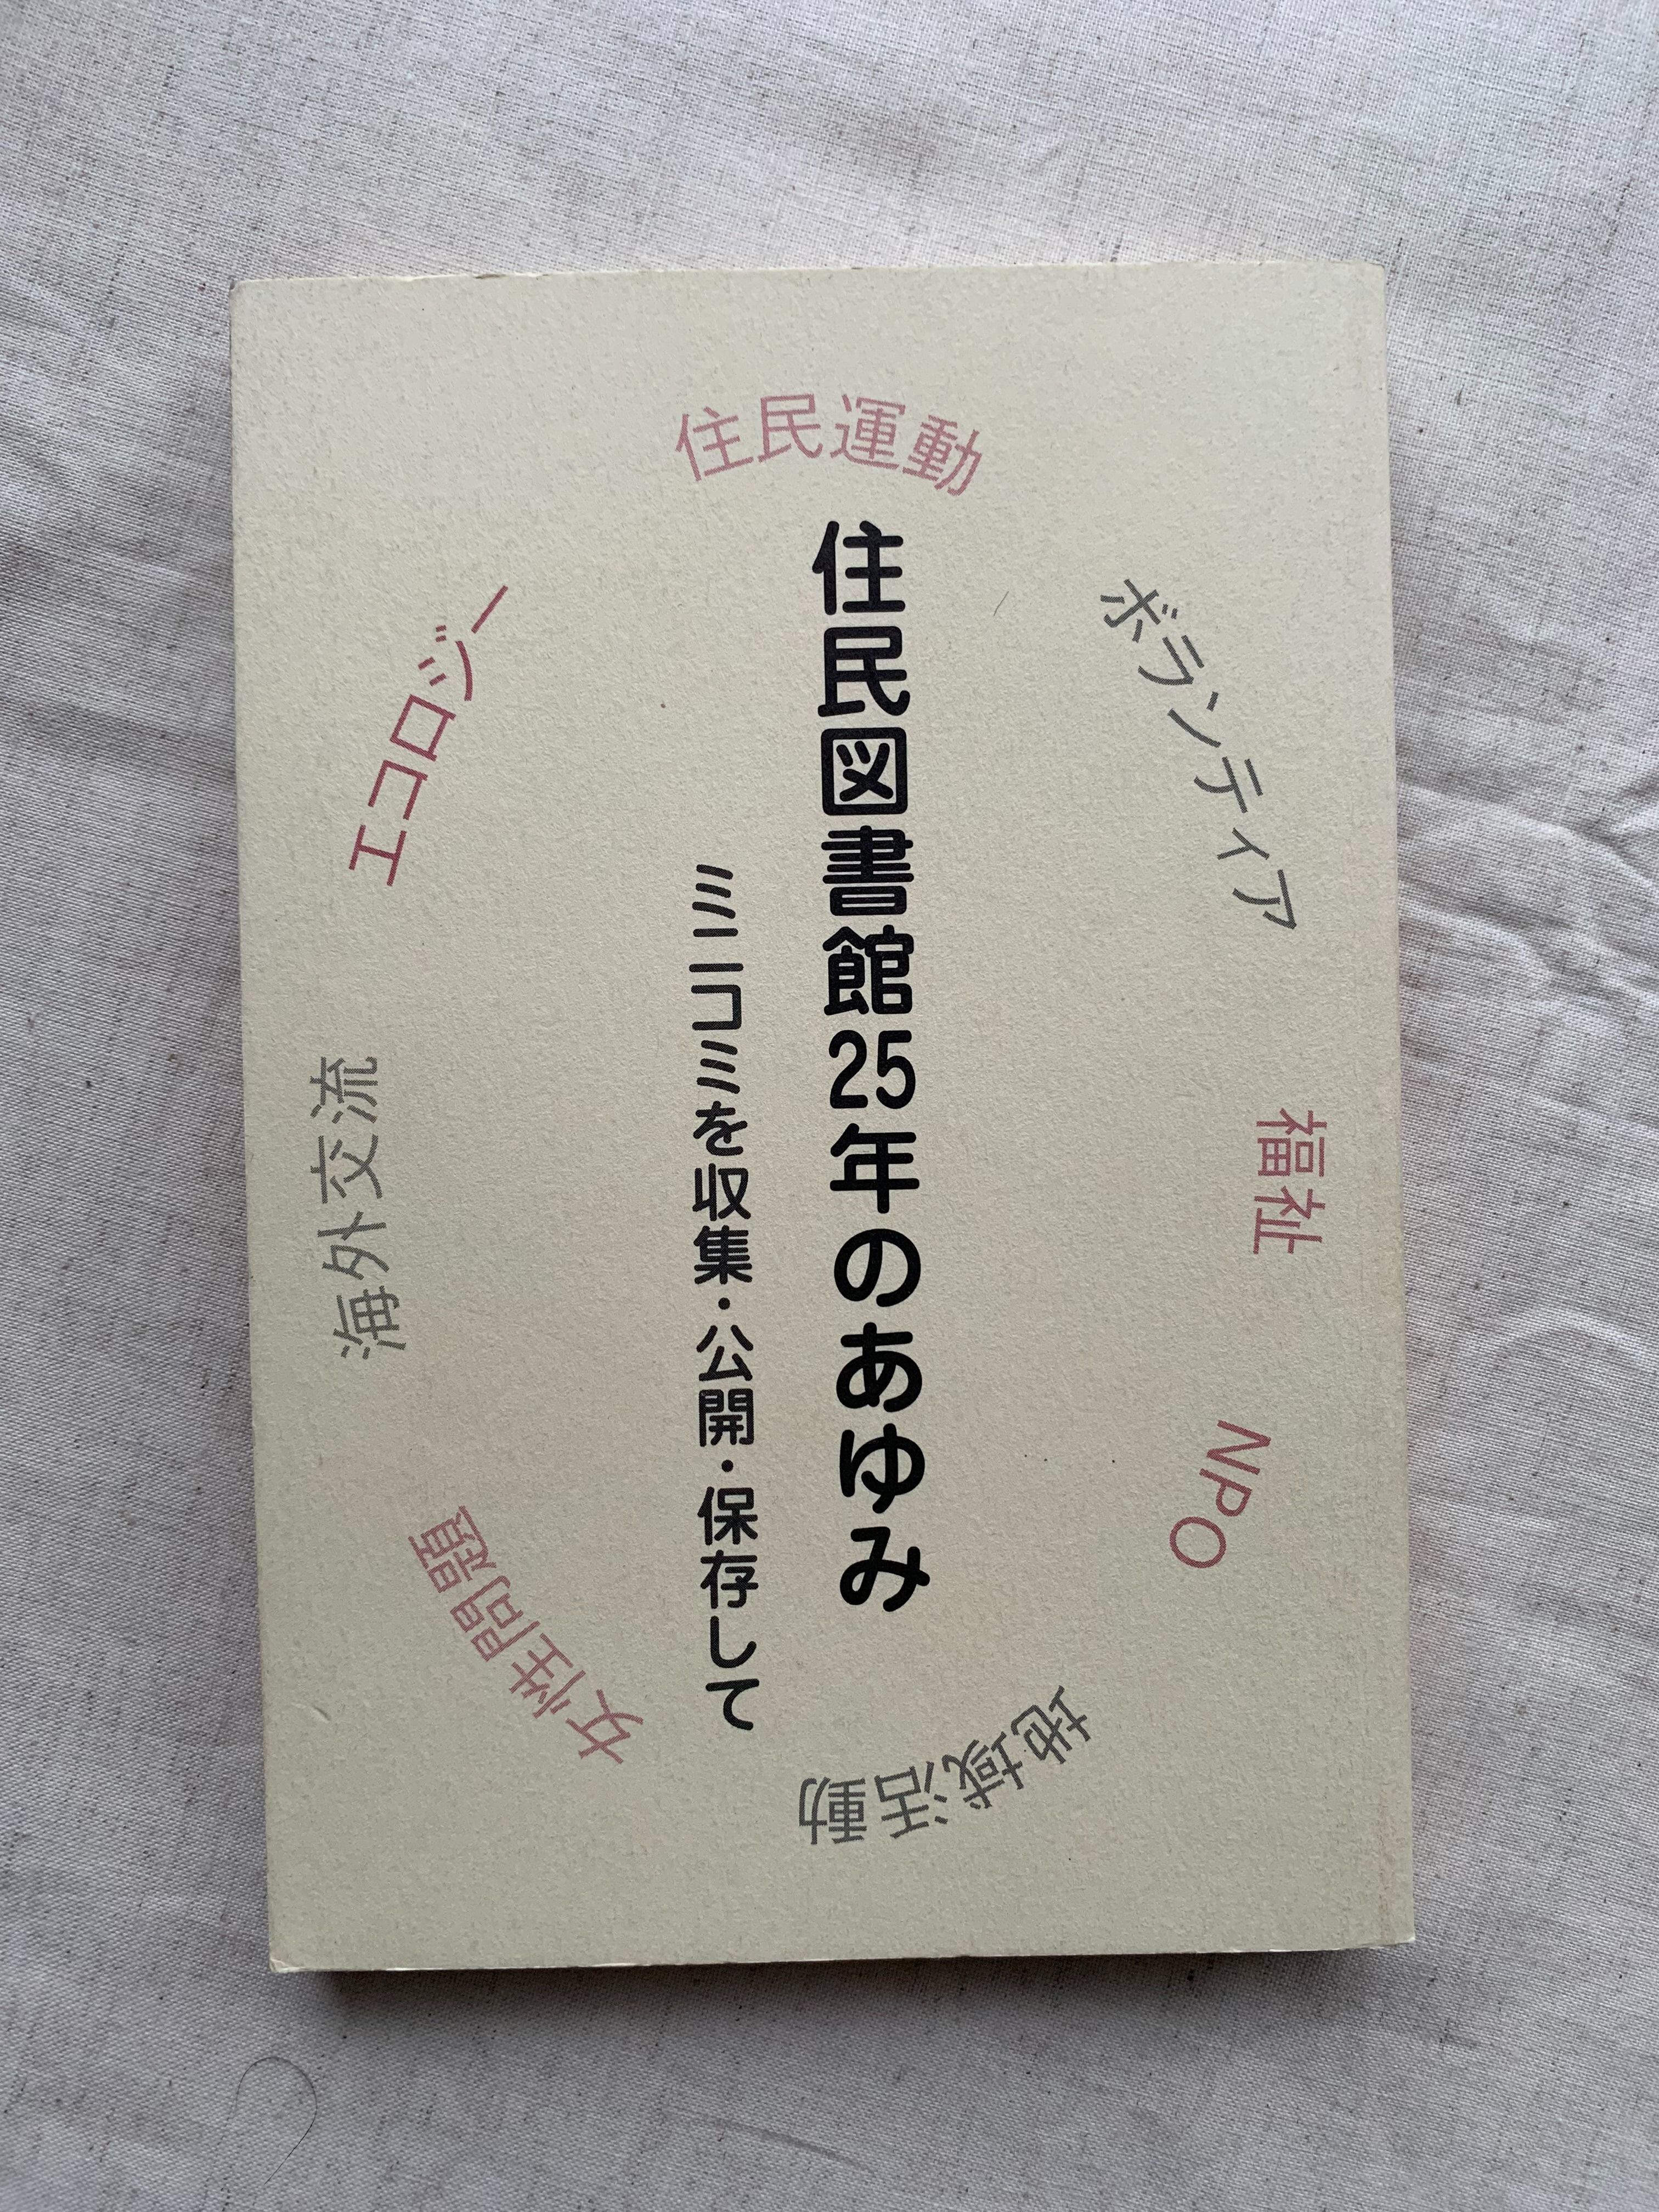 住民運動
ボランティア
福祉
NPO
地域活動
女性問題
海外交流
エコロジー
住民図書館25年のあゆみ
ミニコミを収集・公開・保存して